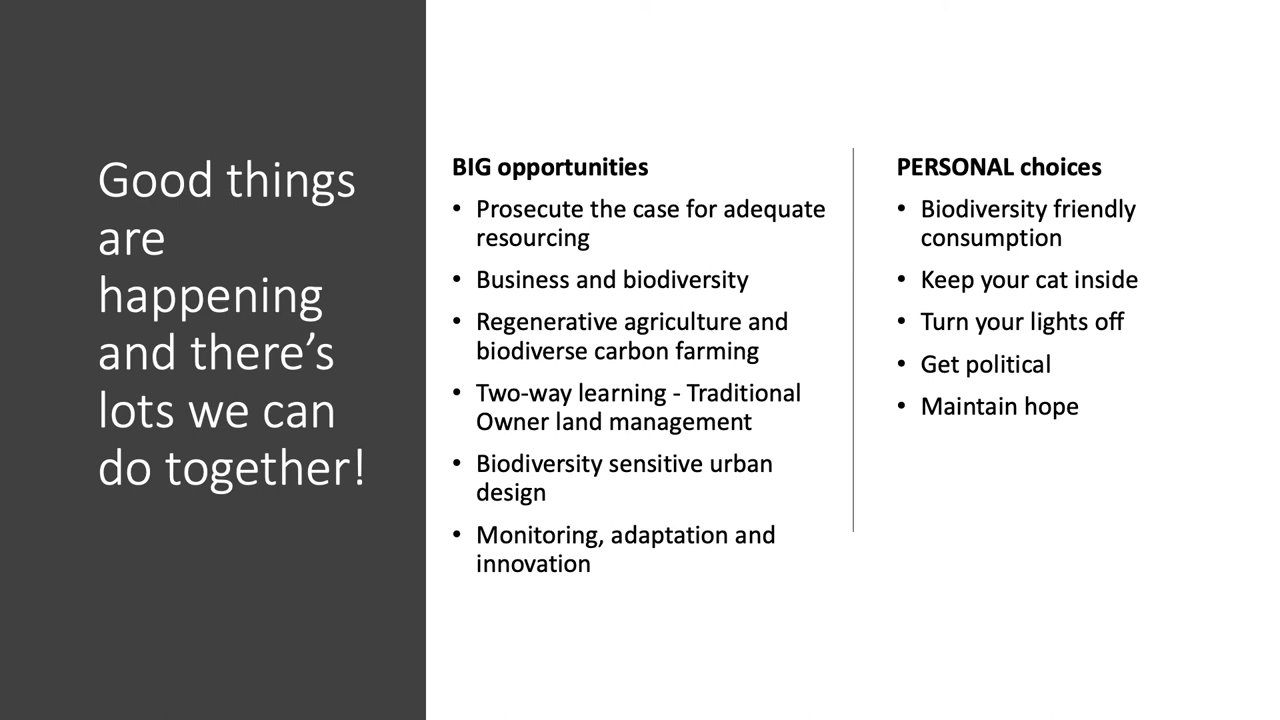 Good things
are
happening
and there’s
lots we can
do together!
BIG opportunities
• Prosecute the case for adequate
resourcing
• Business and biodiversity
• Regenerative agriculture and
biodiverse carbon farming
• Two-way learning - Traditional
Owner land management
• Biodiversity sensitive urban
design
• Monitoring, adaptation and
innovation
PERSONAL choices
• Biodiversity friendly
consumption
• Keep your cat inside
• Turn your lights off
• Get political
• Maintain hope